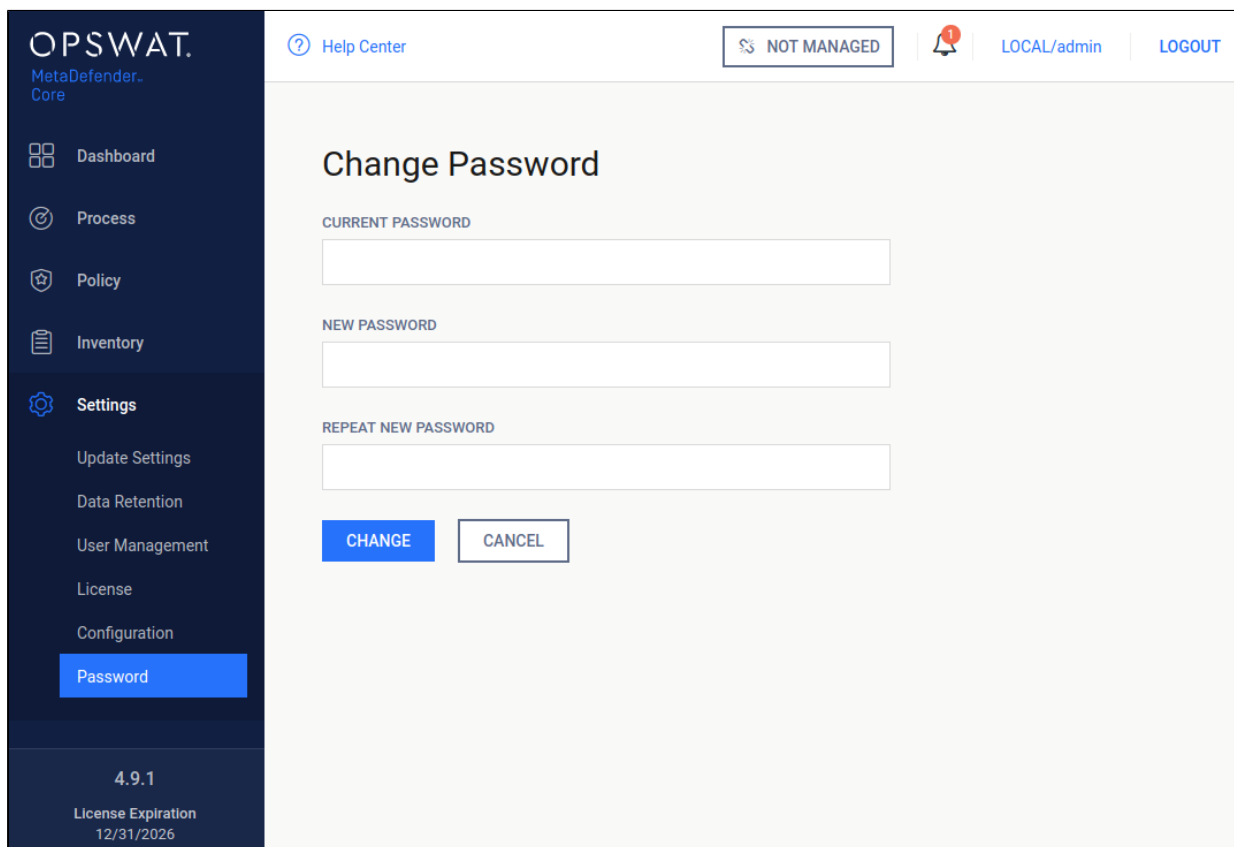 OPSWAT.
MetaDefender™
Core
Dashboard
Process
Policy
Inventory
Settings
Update Settings
Data Retention
User Management
License
Configuration
Password
4.9.1
License Expiration
12/31/2026
Help Center
NOT MANAGED
1
LOCAL/admin
LOGOUT
Change Password
CURRENT PASSWORD
NEW PASSWORD
REPEAT NEW PASSWORD
CHANGE
CANCEL